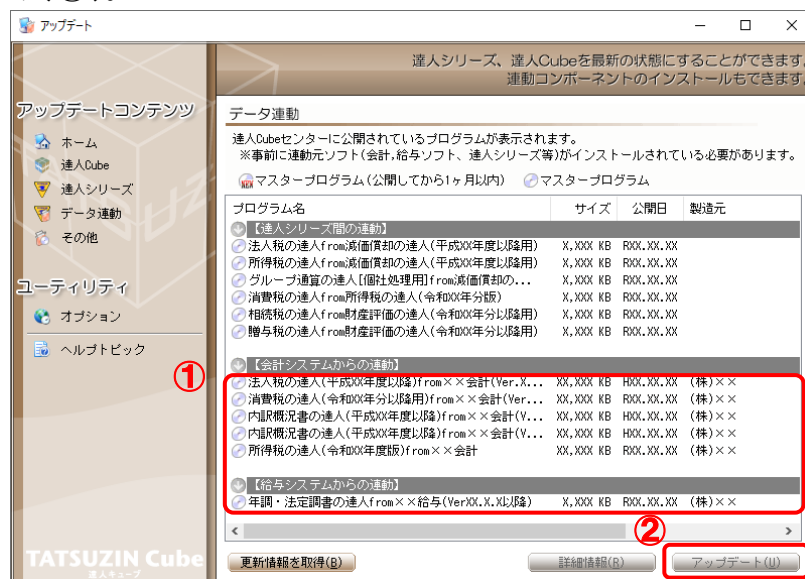 アップデート
達人シリーズ、達人Cubeを最新の状態にすることができます。
連動コンポーネントのインストールもできます。
アップデートコンテンツ
ホーム
達人Cube
達人シリーズ
データ連動
その他
ユーティリティ
オプション
ヘルプトピック
TATSUZIN Cube
達人キューブ
データ連動
達人Cubeセンターに公開されているプログラムが表示されます。
※事前に連動元ソフト(会計,給与ソフト、達人シリーズ等)がインストールされている必要があります。
マスタープログラム(公開してから1ヶ月以内) マスタープログラム
プログラム名 サイズ 公開日 製造元
【達人シリーズ間の連動】
法人税の達人from減価償却の達人(平成XX年度以降用) X,XXX KB RXX.XX.XX
所得税の達人from減価償却の達人(平成XX年度以降用) X,XXX KB RXX.XX.XX
グループ通算の達人[個社処理用]from減価償却の... X,XXX KB RXX.XX.XX
消費税の達人from所得税の達人(令和XX年分版) X,XXX KB RXX.XX.XX
相続税の達人from財産評価の達人(令和XX年分以降用) X,XXX KB RXX.XX.XX
贈与税の達人from財産評価の達人(令和XX年分以降用) X,XXX KB RXX.XX.XX
【会計システムからの連動】
①
法人税の達人(平成XX年度以降)from××会計(Ver.X... XX,XXX KB HXX.XX.XX (株)××
消費税の達人(令和XX年分以降用)from××会計(Ver... XX,XXX KB RXX.XX.XX (株)××
内訳概況書の達人(平成XX年度以降)from××会計(V... XX,XXX KB HXX.XX.XX (株)××
内訳概況書の達人(平成XX年度以降)from××会計(V... XX,XXX KB HXX.XX.XX (株)××
所得税の達人(令和XX年度版)from××会計 XX,XXX KB RXX.XX.XX (株)××
【給与システムからの連動】
年調・法定調書の達人from××給与(VerXX.X.X以降) X,XXX KB RXX.XX.XX (株)××
②
更新情報を取得(B) 詳細情報(R) アップデート(U)